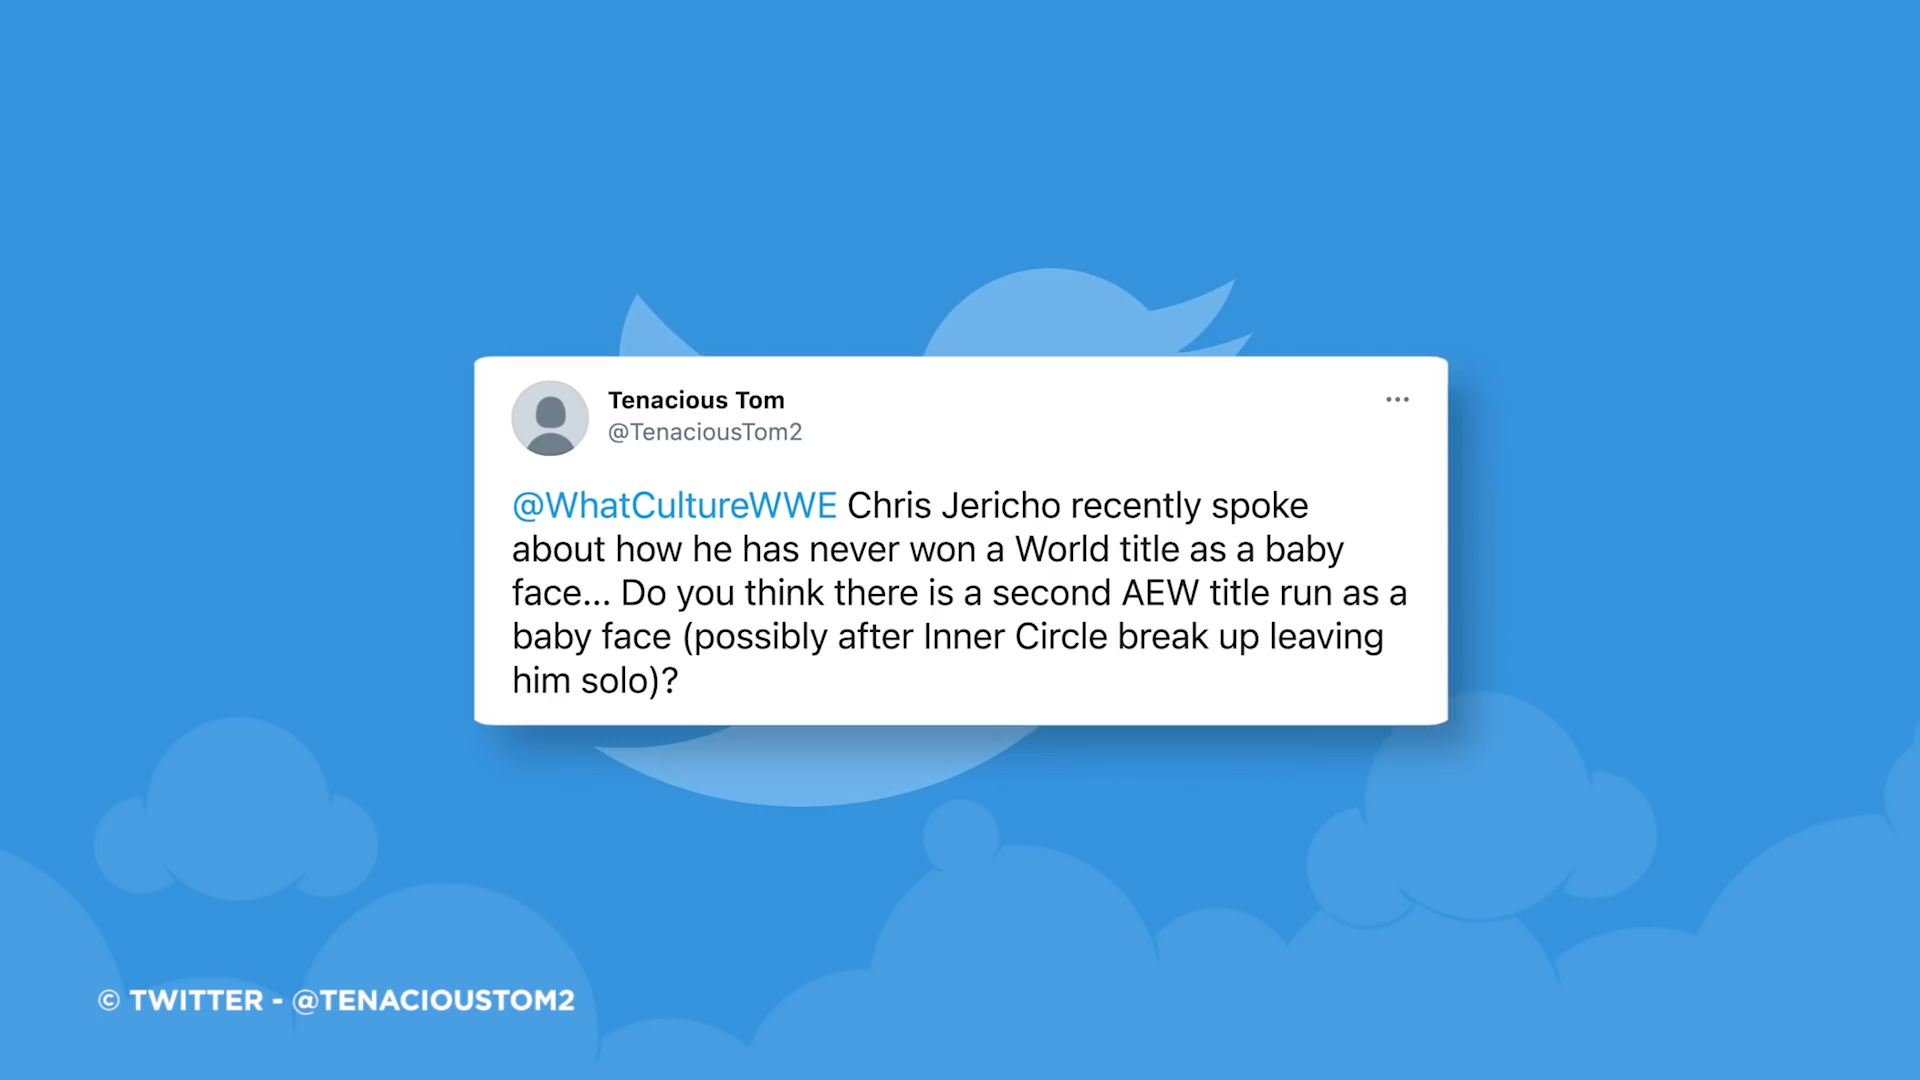 Tenacious Tom
@TenaciousTom2
@WhatCultureWWE Chris Jericho recently spoke
about how he has never won a World title as a baby
face... Do you think there is a second AEW title run as a
baby face (possibly after Inner Circle break up leaving
him solo)?
© TWITTER - @TENACIOUSTOM2